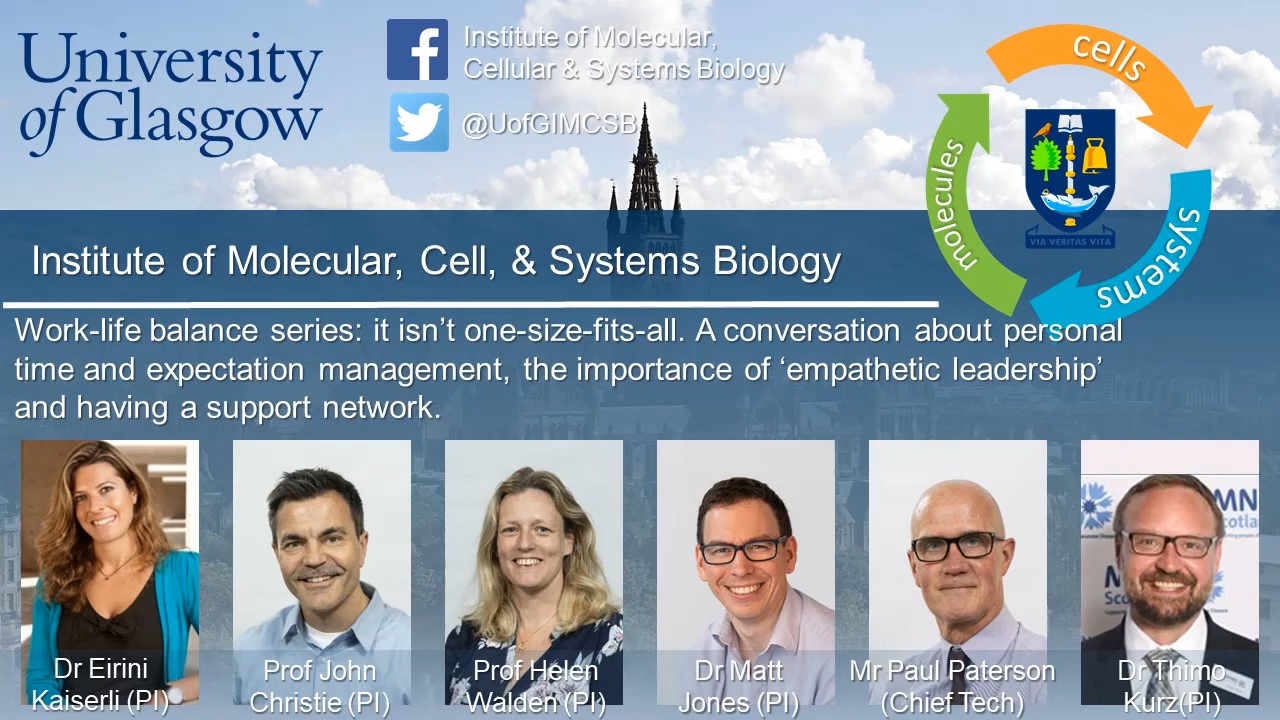 University
of Glasgow
Institute of Molecular,
Cellular & Systems Biology
@UofGIMCSB
cells
molecules
systems
VIA VERITAS VITA
Institute of Molecular, Cell, & Systems Biology
Work-life balance series: it isn’t one-size-fits-all. A conversation about personal
time and expectation management, the importance of ‘empathetic leadership’
and having a support network.
MN
Scotla
M
Sco
Dr Eirini
Kaiserli (PI)
Prof John
Christie (PI)
Prof Helen
Walden (PI)
Dr Matt
Jones (PI)
Mr Paul Paterson
(Chief Tech)
Dr Thimo
Kurz(PI)